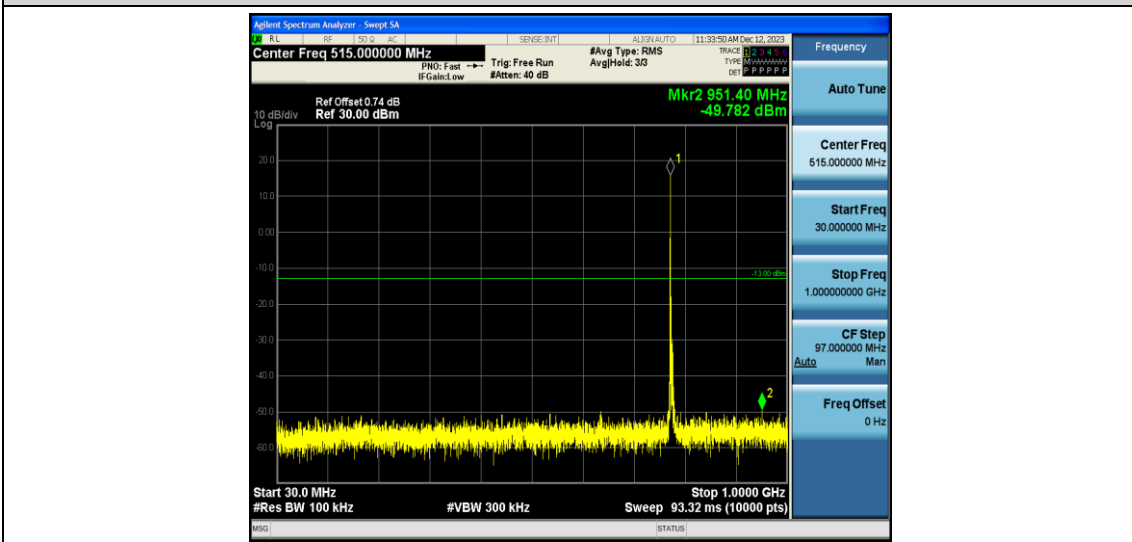 Agilent Spectrum Analyzer - Swept SA
RL RF 50 Ω AC SENSE:INT ALIGN AUTO 11:33:50 AM Dec 12, 2023
Center Freq 515.000000 MHz
PNO: Fast
IFGain:Low
Trig: Free Run
#Atten: 40 dB
#Avg Type: RMS
Avg|Hold: 3/3
TRACE 1 2 3 4 5 6
TYPE M
DET P P P P P P
Ref Offset 0.74 dB
10 dB/div Ref 30.00 dBm
Log
Mkr2 951.40 MHz
-49.782 dBm
20.0
10.0
0.00
-10.0
-20.0
-30.0
-40.0
-50.0
-60.0
1
-13.00 dBm
2
Start 30.0 MHz Stop 1.0000 GHz
#Res BW 100 kHz #VBW 300 kHz Sweep 93.32 ms (10000 pts)
MSG STATUS
Frequency
Auto Tune
Center Freq
515.000000 MHz
Start Freq
30.000000 MHz
Stop Freq
1.000000000 GHz
CF Step
97.000000 MHz
Auto Man
Freq Offset
0 Hz